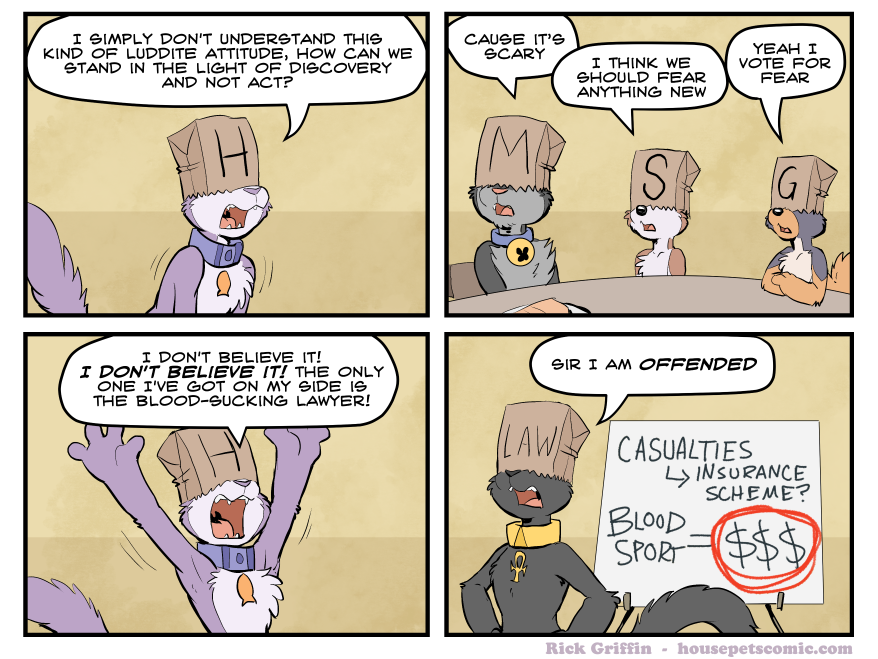 I SIMPLY DON'T UNDERSTAND THIS
KIND OF LUDDITE ATTITUDE, HOW CAN WE
STAND IN THE LIGHT OF DISCOVERY
AND NOT ACT?
H
CAUSE IT'S
SCARY
I THINK WE
SHOULD FEAR
ANYTHING NEW
YEAH I
VOTE FOR
FEAR
M
S
G
I DON'T BELIEVE IT!
I DON'T BELIEVE IT! THE ONLY
ONE I'VE GOT ON MY SIDE IS
THE BLOOD-SUCKING LAWYER!
H
SIR I AM OFFENDED
LAW
CASUALTIES
↳ INSURANCE
SCHEME?
BLOOD
SPORT = $$$
Rick Griffin - housepetscomic.com